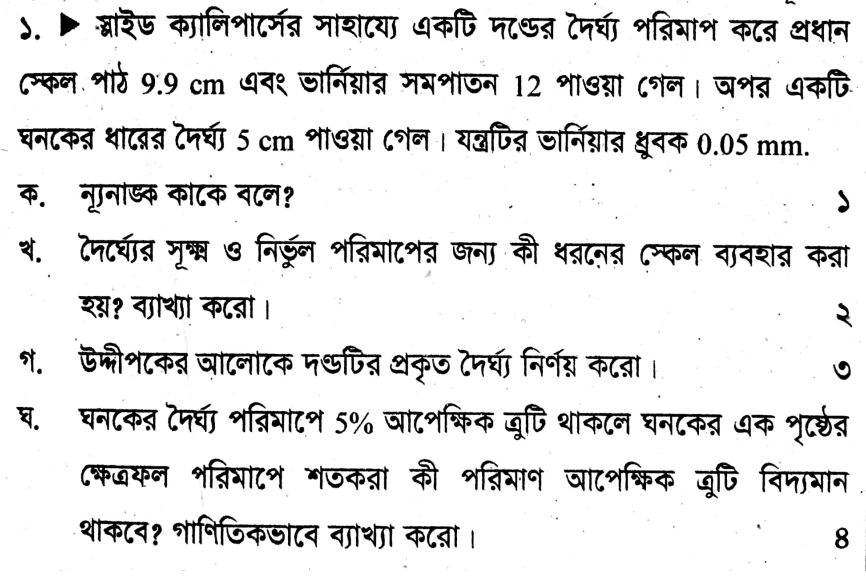 ১. ▶ স্লাইড ক্যালিপার্সের সাহায্যে একটি দণ্ডের দৈর্ঘ্য পরিমাপ করে প্রধান
স্কেল পাঠ 9.9 cm এবং ভার্নিয়ার সমপাতন 12 পাওয়া গেল। অপর একটি
ঘনকের ধারের দৈর্ঘ্য 5 cm পাওয়া গেল। যন্ত্রটির ভার্নিয়ার ধ্রুবক 0.05 mm.
ক. ন্যূনাঙ্ক কাকে বলে? ১
খ. দৈর্ঘ্যের সূক্ষ্ম ও নির্ভুল পরিমাপের জন্য কী ধরনের স্কেল ব্যবহার করা
হয়? ব্যাখ্যা করো। ২
গ. উদ্দীপকের আলোকে দণ্ডটির প্রকৃত দৈর্ঘ্য নির্ণয় করো। ৩
ঘ. ঘনকের দৈর্ঘ্য পরিমাপে 5% আপেক্ষিক ত্রুটি থাকলে ঘনকের এক পৃষ্ঠের
ক্ষেত্রফল পরিমাপে শতকরা কী পরিমাণ আপেক্ষিক ত্রুটি বিদ্যমান
থাকবে? গাণিতিকভাবে ব্যাখ্যা করো। ৪